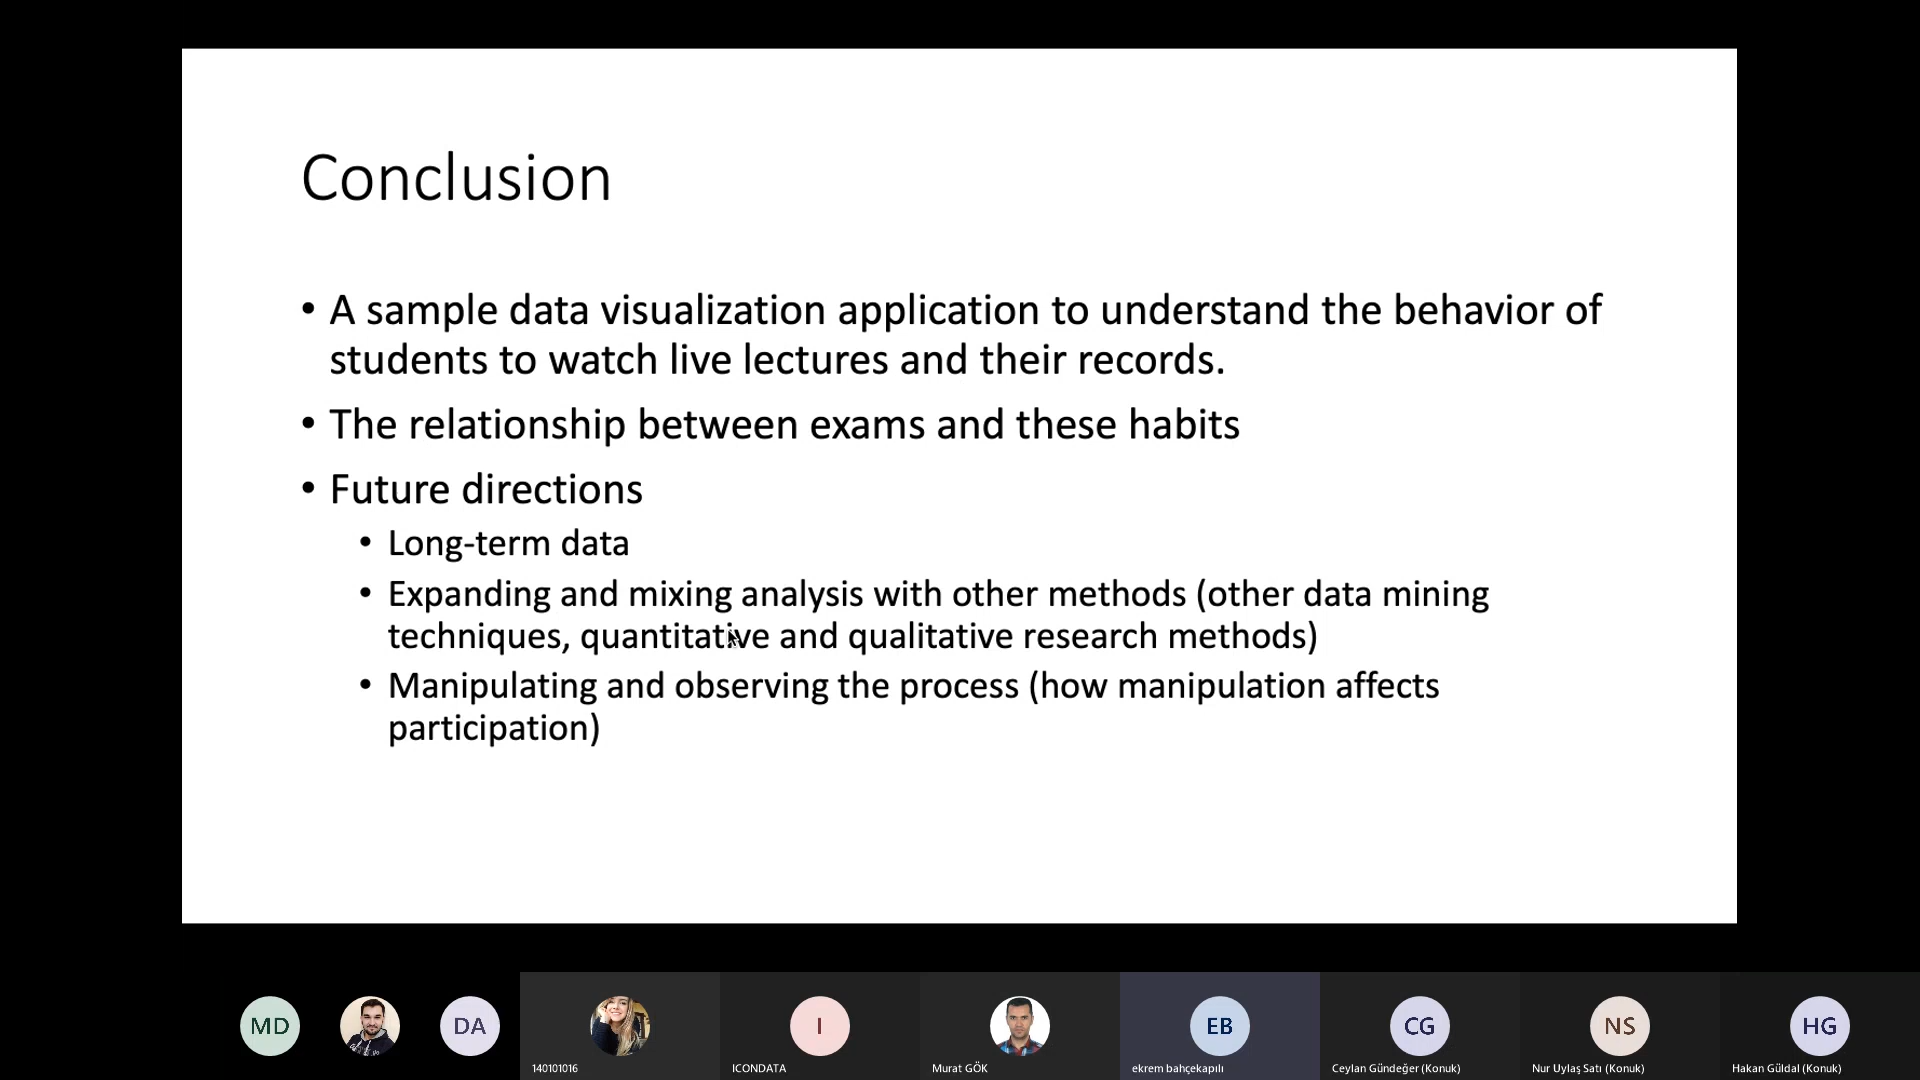 Conclusion
• A sample data visualization application to understand the behavior of
students to watch live lectures and their records.
• The relationship between exams and these habits
• Future directions
• Long-term data
• Expanding and mixing analysis with other methods (other data mining
techniques, quantitative and qualitative research methods)
• Manipulating and observing the process (how manipulation affects
participation)
MD
DA
I
EB
CG
NS
HG
140101016
ICONDATA
Murat GÖK
ekrem bahçekapılı
Ceylan Gündeğer (Konuk)
Nur Uylaş Satı (Konuk)
Hakan Güldal (Konuk)